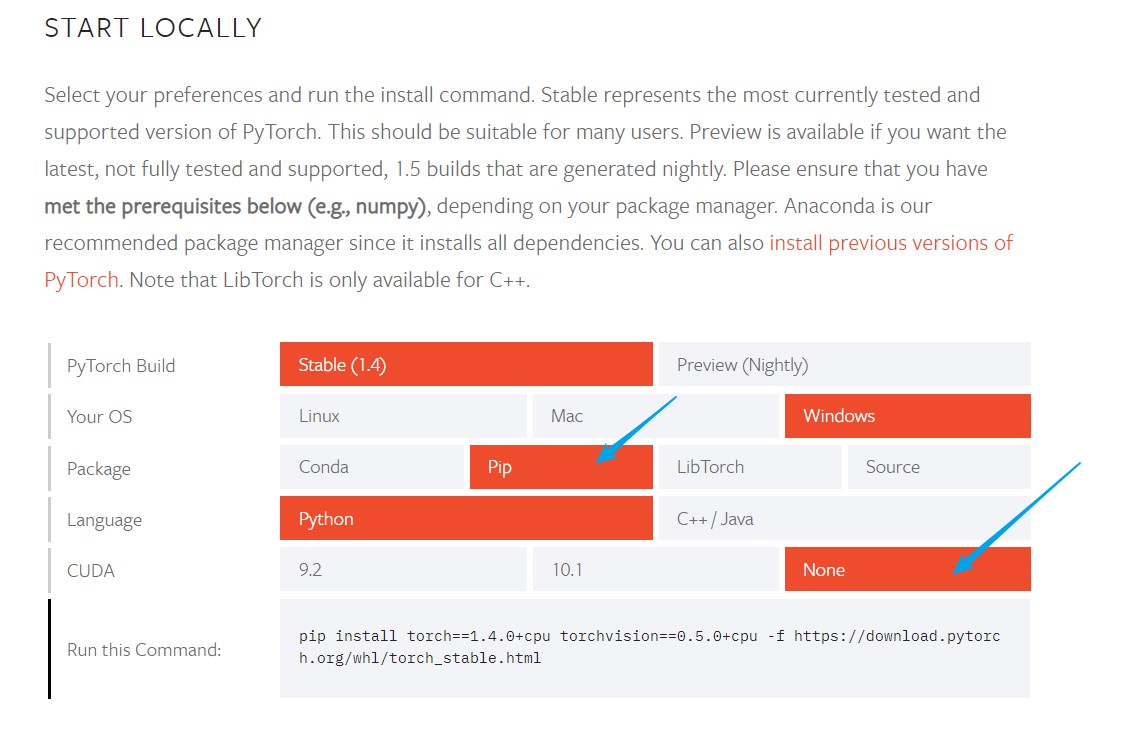 START LOCALLY
Select your preferences and run the install command. Stable represents the most currently tested and
supported version of PyTorch. This should be suitable for many users. Preview is available if you want the
latest, not fully tested and supported, 1.5 builds that are generated nightly. Please ensure that you have
met the prerequisites below (e.g., numpy), depending on your package manager. Anaconda is our
recommended package manager since it installs all dependencies. You can also install previous versions of
PyTorch. Note that LibTorch is only available for C++.
PyTorch Build Stable (1.4) Preview (Nightly)
Your OS Linux Mac Windows
Package Conda Pip LibTorch Source
Language Python C++ / Java
CUDA 9.2 10.1 None
Run this Command: pip install torch==1.4.0+cpu torchvision==0.5.0+cpu -f https://download.pytorc
h.org/whl/torch_stable.html